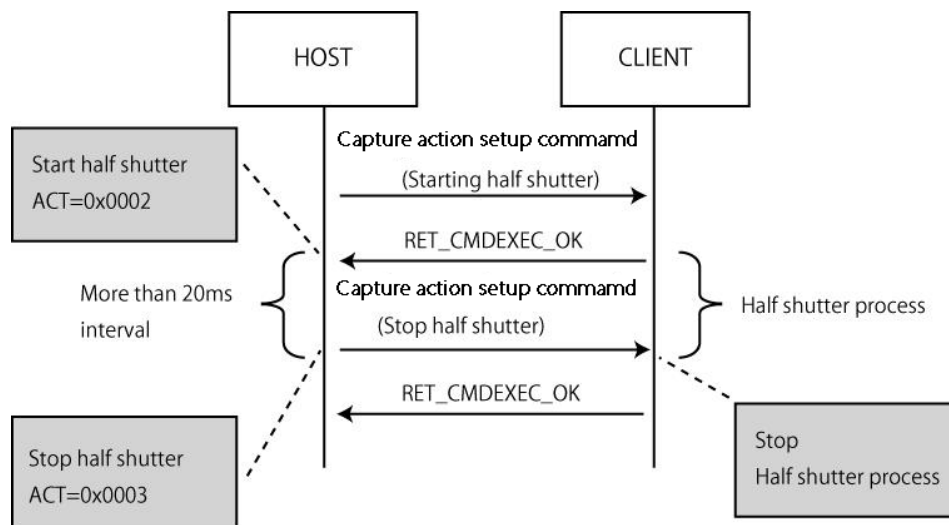 HOST
CLIENT
Capture action setup commamd
Start half shutter
ACT=0x0002
(Starting half shutter)
RET_CMDEXEC_OK
More than 20ms
interval
Capture action setup commamd
(Stop half shutter)
Half shutter process
RET_CMDEXEC_OK
Stop half shutter
ACT=0x0003
Stop
Half shutter process